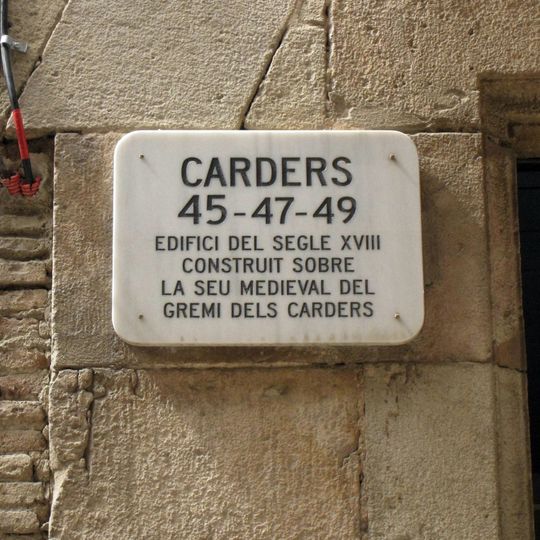 CARDERS
45-47-49
EDIFICI DEL SEGLE XVIII
CONSTRUIT SOBRE
LA SEU MEDIEVAL DEL
GREMI DELS CARDERS